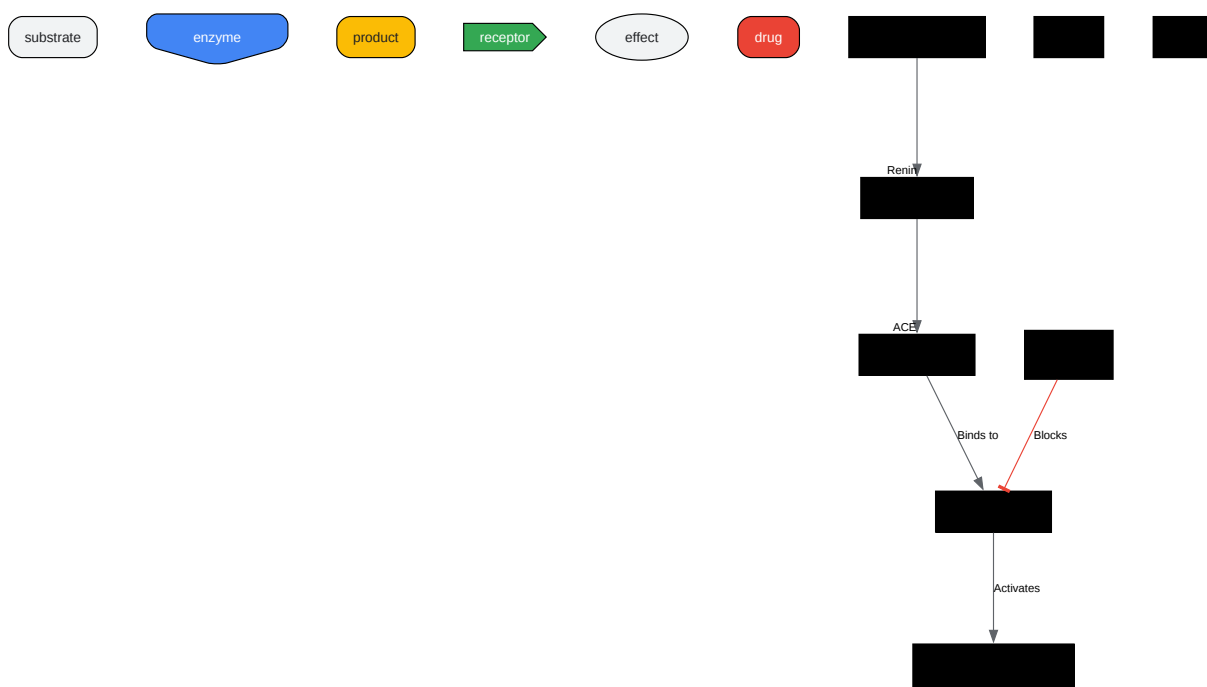 substrate
enzyme
product
receptor
effect
drug
Renin
ACE
Binds to
Blocks
Activates